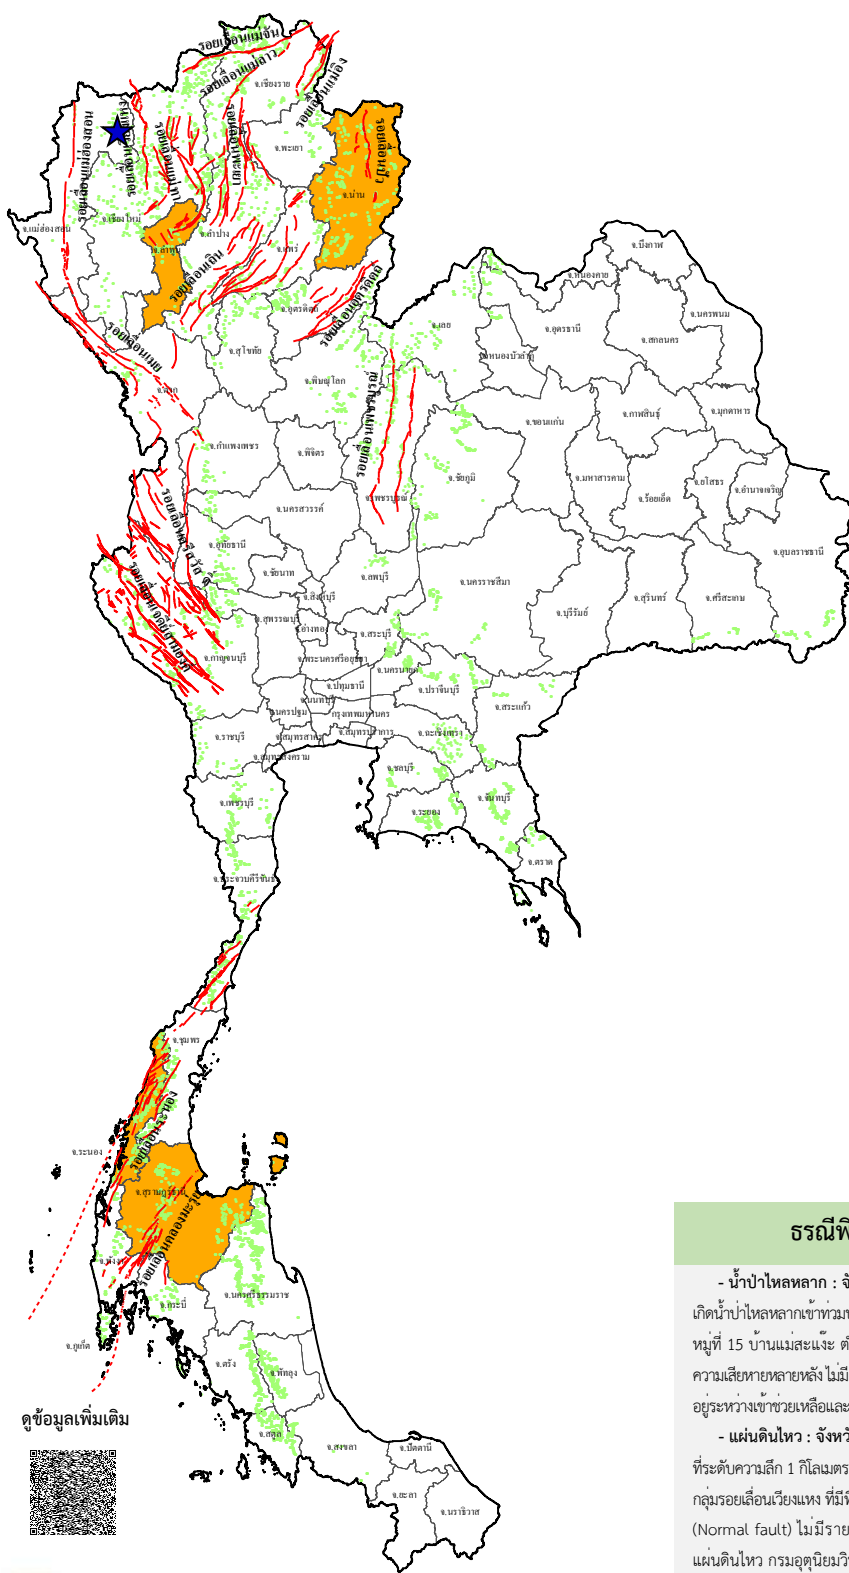 รอยเลื่อนแม่จัน
รอยเลื่อนแม่ลาว
รอยเลื่อนแม่อิง
จ.เชียงราย
รอยเลื่อนแม่ฮ่องสอน
รอยเลื่อนแม่ทา
รอยเลื่อนพะเยา
จ.พะเยา
รอยเลื่อนปัว
จ.น่าน
จ.แม่ฮ่องสอน
จ.เชียงใหม่
จ.ลำปาง
จ.ลำพูน
จ.แพร่
รอยเลื่อนเถิน
จ.บึงกาฬ
จ.หนองคาย
จ.นครพนม
จ.อุตรดิตถ์
รอยเลื่อนอุตรดิตถ์
จ.เลย
จ.อุดรธานี
จ.สกลนคร
รอยเลื่อนเมย
จ.สุโขทัย
จ.หนองบัวลำภู
จ.ตาก
จ.พิษณุโลก
รอยเลื่อนเพชรบูรณ์
จ.ขอนแก่น
จ.กาฬสินธุ์
จ.มุกดาหาร
จ.กำแพงเพชร
จ.พิจิตร
จ.ชัยภูมิ
จ.มหาสารคาม
จ.ร้อยเอ็ด
จ.ยโสธร
จ.อำนาจเจริญ
จ.เพชรบูรณ์
จ.นครสวรรค์
รอยเลื่อนศรีสวัสดิ์
จ.อุทัยธานี
จ.อุบลราชธานี
รอยเลื่อนเจดีย์สามองค์
จ.ชัยนาท
จ.ลพบุรี
จ.นครราชสีมา
จ.บุรีรัมย์
จ.สุรินทร์
จ.ศรีสะเกษ
จ.สิงห์บุรี
จ.สุพรรณบุรี
จ.อ่างทอง
จ.สระบุรี
จ.กาญจนบุรี
จ.พระนครศรีอยุธยา
จ.นครนายก
จ.ปทุมธานี
จ.ปราจีนบุรี
จ.นนทบุรี
จ.สระแก้ว
จ.นครปฐม
กรุงเทพมหานคร
จ.ราชบุรี
จ.สมุทรสาคร
จ.สมุทรปราการ
จ.ฉะเชิงเทรา
จ.สมุทรสงคราม
จ.ชลบุรี
จ.เพชรบุรี
จ.ระยอง
จ.จันทบุรี
จ.ตราด
จ.ประจวบคีรีขันธ์
จ.ชุมพร
รอยเลื่อนระนอง
จ.ระนอง
จ.สุราษฎร์ธานี
รอยเลื่อนคลองมะรุ่ย
จ.พังงา
จ.นครศรีธรรมราช
จ.กระบี่
จ.ภูเก็ต
จ.ตรัง
จ.พัทลุง
จ.สตูล
จ.สงขลา
จ.ปัตตานี
จ.ยะลา
จ.นราธิวาส
ดูข้อมูลเพิ่มเติม
ธรณีพิ
- น้ำป่าไหลหลาก : จั
เกิดน้ำป่าไหลหลากเข้าท่วม
หมู่ที่ 15 บ้านแม่สะแง๊ะ ต
ความเสียหายหลายหลัง ไม่มี
อยู่ระหว่างเข้าช่วยเหลือและ
- แผ่นดินไหว : จังหวั
ที่ระดับความลึก 1 กิโลเมตร
กลุ่มรอยเลื่อนเวียงแหง ที่มี
(Normal fault) ไม่มีราย
แผ่นดินไหว กรมอุตุนิยมวิ